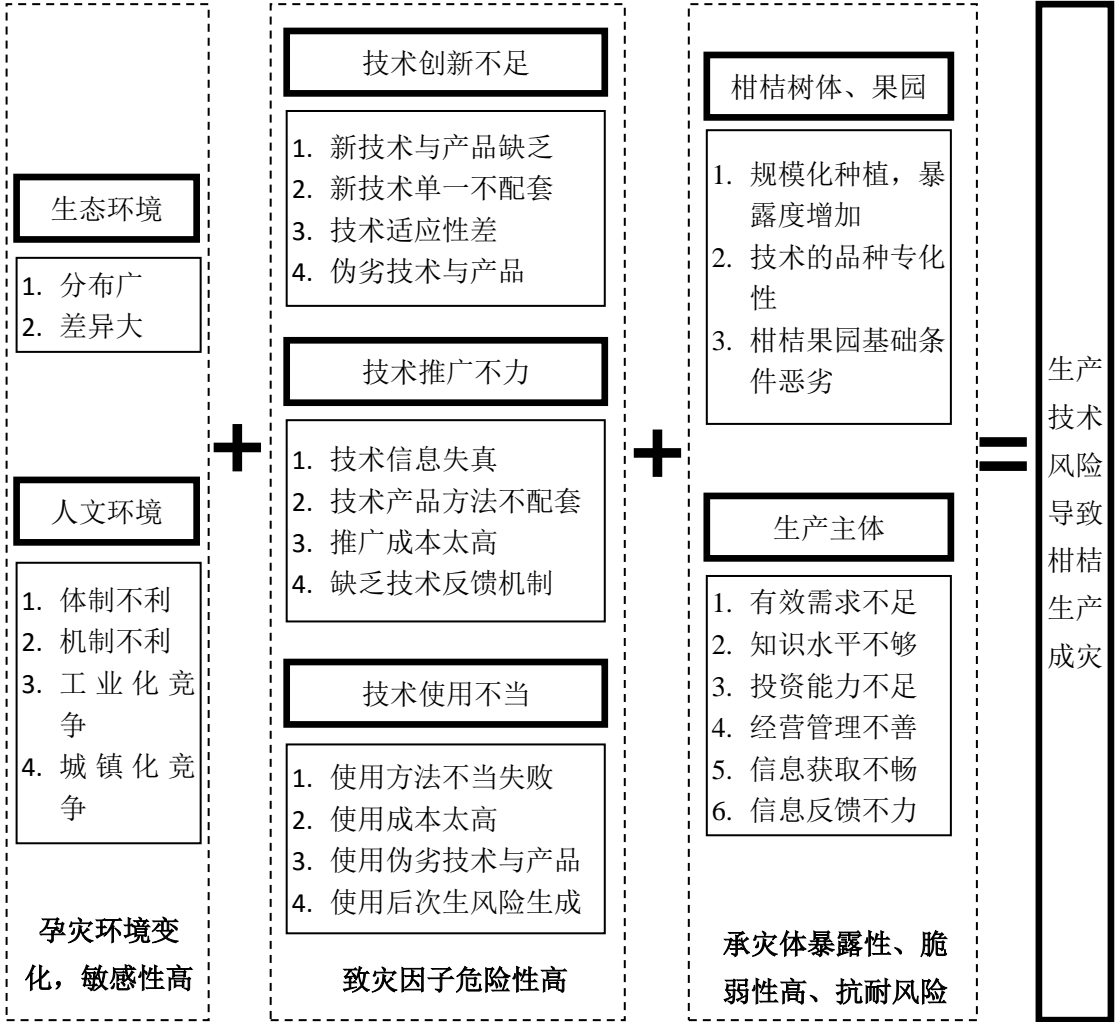 生态环境
1. 分布广
2. 差异大
人文环境
1. 体制不利
2. 机制不利
3. 工业化竞
争
4. 城镇化竞
争
孕灾环境变
化，敏感性高
+
技术创新不足
1. 新技术与产品缺乏
2. 新技术单一不配套
3. 技术适应性差
4. 伪劣技术与产品
技术推广不力
1. 技术信息失真
2. 技术产品方法不配套
3. 推广成本太高
4. 缺乏技术反馈机制
技术使用不当
1. 使用方法不当失败
2. 使用成本太高
3. 使用伪劣技术与产品
4. 使用后次生风险生成
致灾因子危险性高
+
柑桔树体、果园
1. 规模化种植，暴
露度增加
2. 技术的品种专化
性
3. 柑桔果园基础条
件恶劣
生产主体
1. 有效需求不足
2. 知识水平不够
3. 投资能力不足
4. 经营管理不善
5. 信息获取不畅
6. 信息反馈不力
承灾体暴露性、脆
弱性高、抗耐风险
=
生产
技术
风险
导致
柑桔
生产
成灾